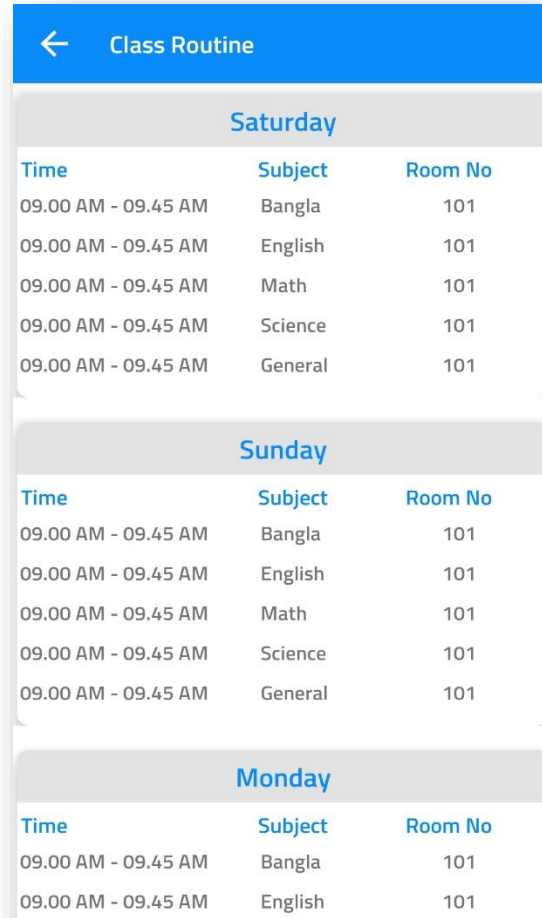 Class Routine
Saturday
Time Subject Room No
09.00 AM - 09.45 AM Bangla 101
09.00 AM - 09.45 AM English 101
09.00 AM - 09.45 AM Math 101
09.00 AM - 09.45 AM Science 101
09.00 AM - 09.45 AM General 101
Sunday
Time Subject Room No
09.00 AM - 09.45 AM Bangla 101
09.00 AM - 09.45 AM English 101
09.00 AM - 09.45 AM Math 101
09.00 AM - 09.45 AM Science 101
09.00 AM - 09.45 AM General 101
Monday
Time Subject Room No
09.00 AM - 09.45 AM Bangla 101
09.00 AM - 09.45 AM English 101